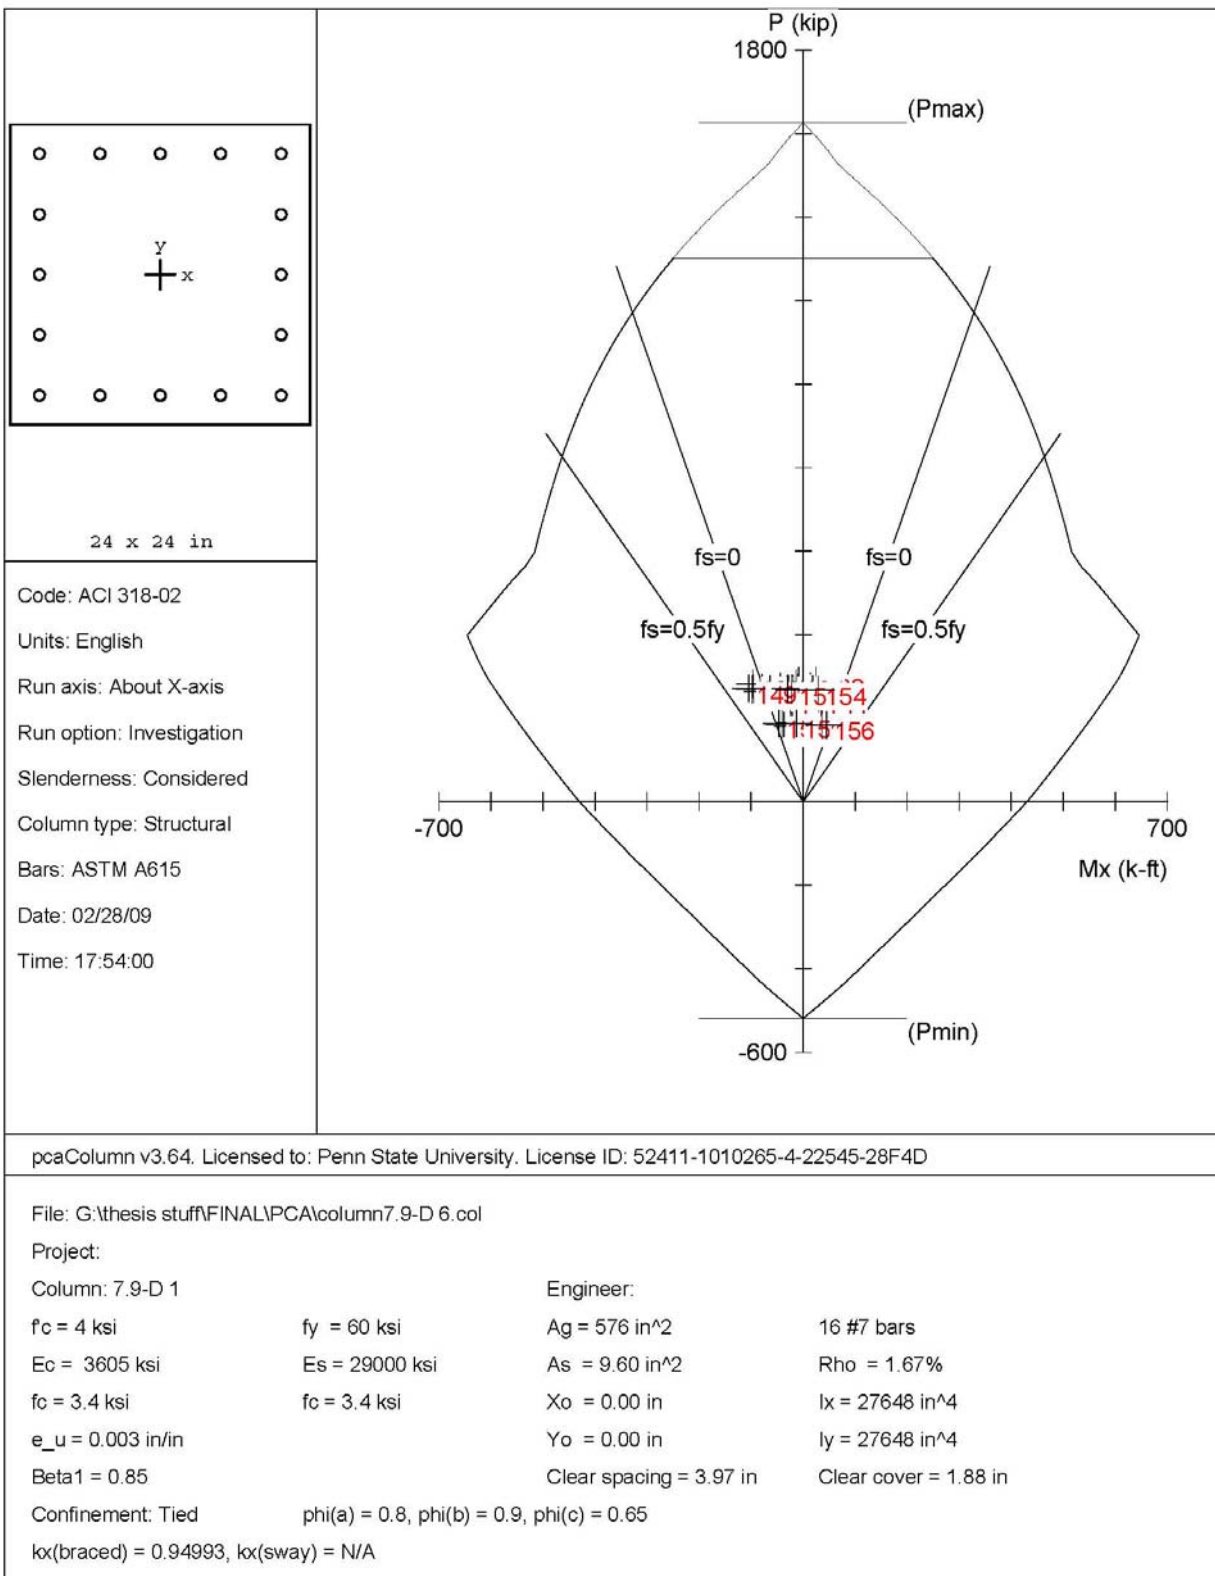 P (kip)
1800
(Pmax)
y
x
24 x 24 in
fs=0
fs=0
fs=0.5fy
fs=0.5fy
154
156
-700
700
Mx (k-ft)
(Pmin)
-600
Code: ACI 318-02
Units: English
Run axis: About X-axis
Run option: Investigation
Slenderness: Considered
Column type: Structural
Bars: ASTM A615
Date: 02/28/09
Time: 17:54:00
pcaColumn v3.64. Licensed to: Penn State University. License ID: 52411-1010265-4-22545-28F4D
File: G:\thesis stuff\FINAL\PCA\column7.9-D 6.col
Project:
Column: 7.9-D 1 Engineer:
f'c = 4 ksi fy = 60 ksi Ag = 576 in^2 16 #7 bars
Ec = 3605 ksi Es = 29000 ksi As = 9.60 in^2 Rho = 1.67%
fc = 3.4 ksi fc = 3.4 ksi Xo = 0.00 in Ix = 27648 in^4
e_u = 0.003 in/in Yo = 0.00 in Iy = 27648 in^4
Beta1 = 0.85 Clear spacing = 3.97 in Clear cover = 1.88 in
Confinement: Tied phi(a) = 0.8, phi(b) = 0.9, phi(c) = 0.65
kx(braced) = 0.94993, kx(sway) = N/A